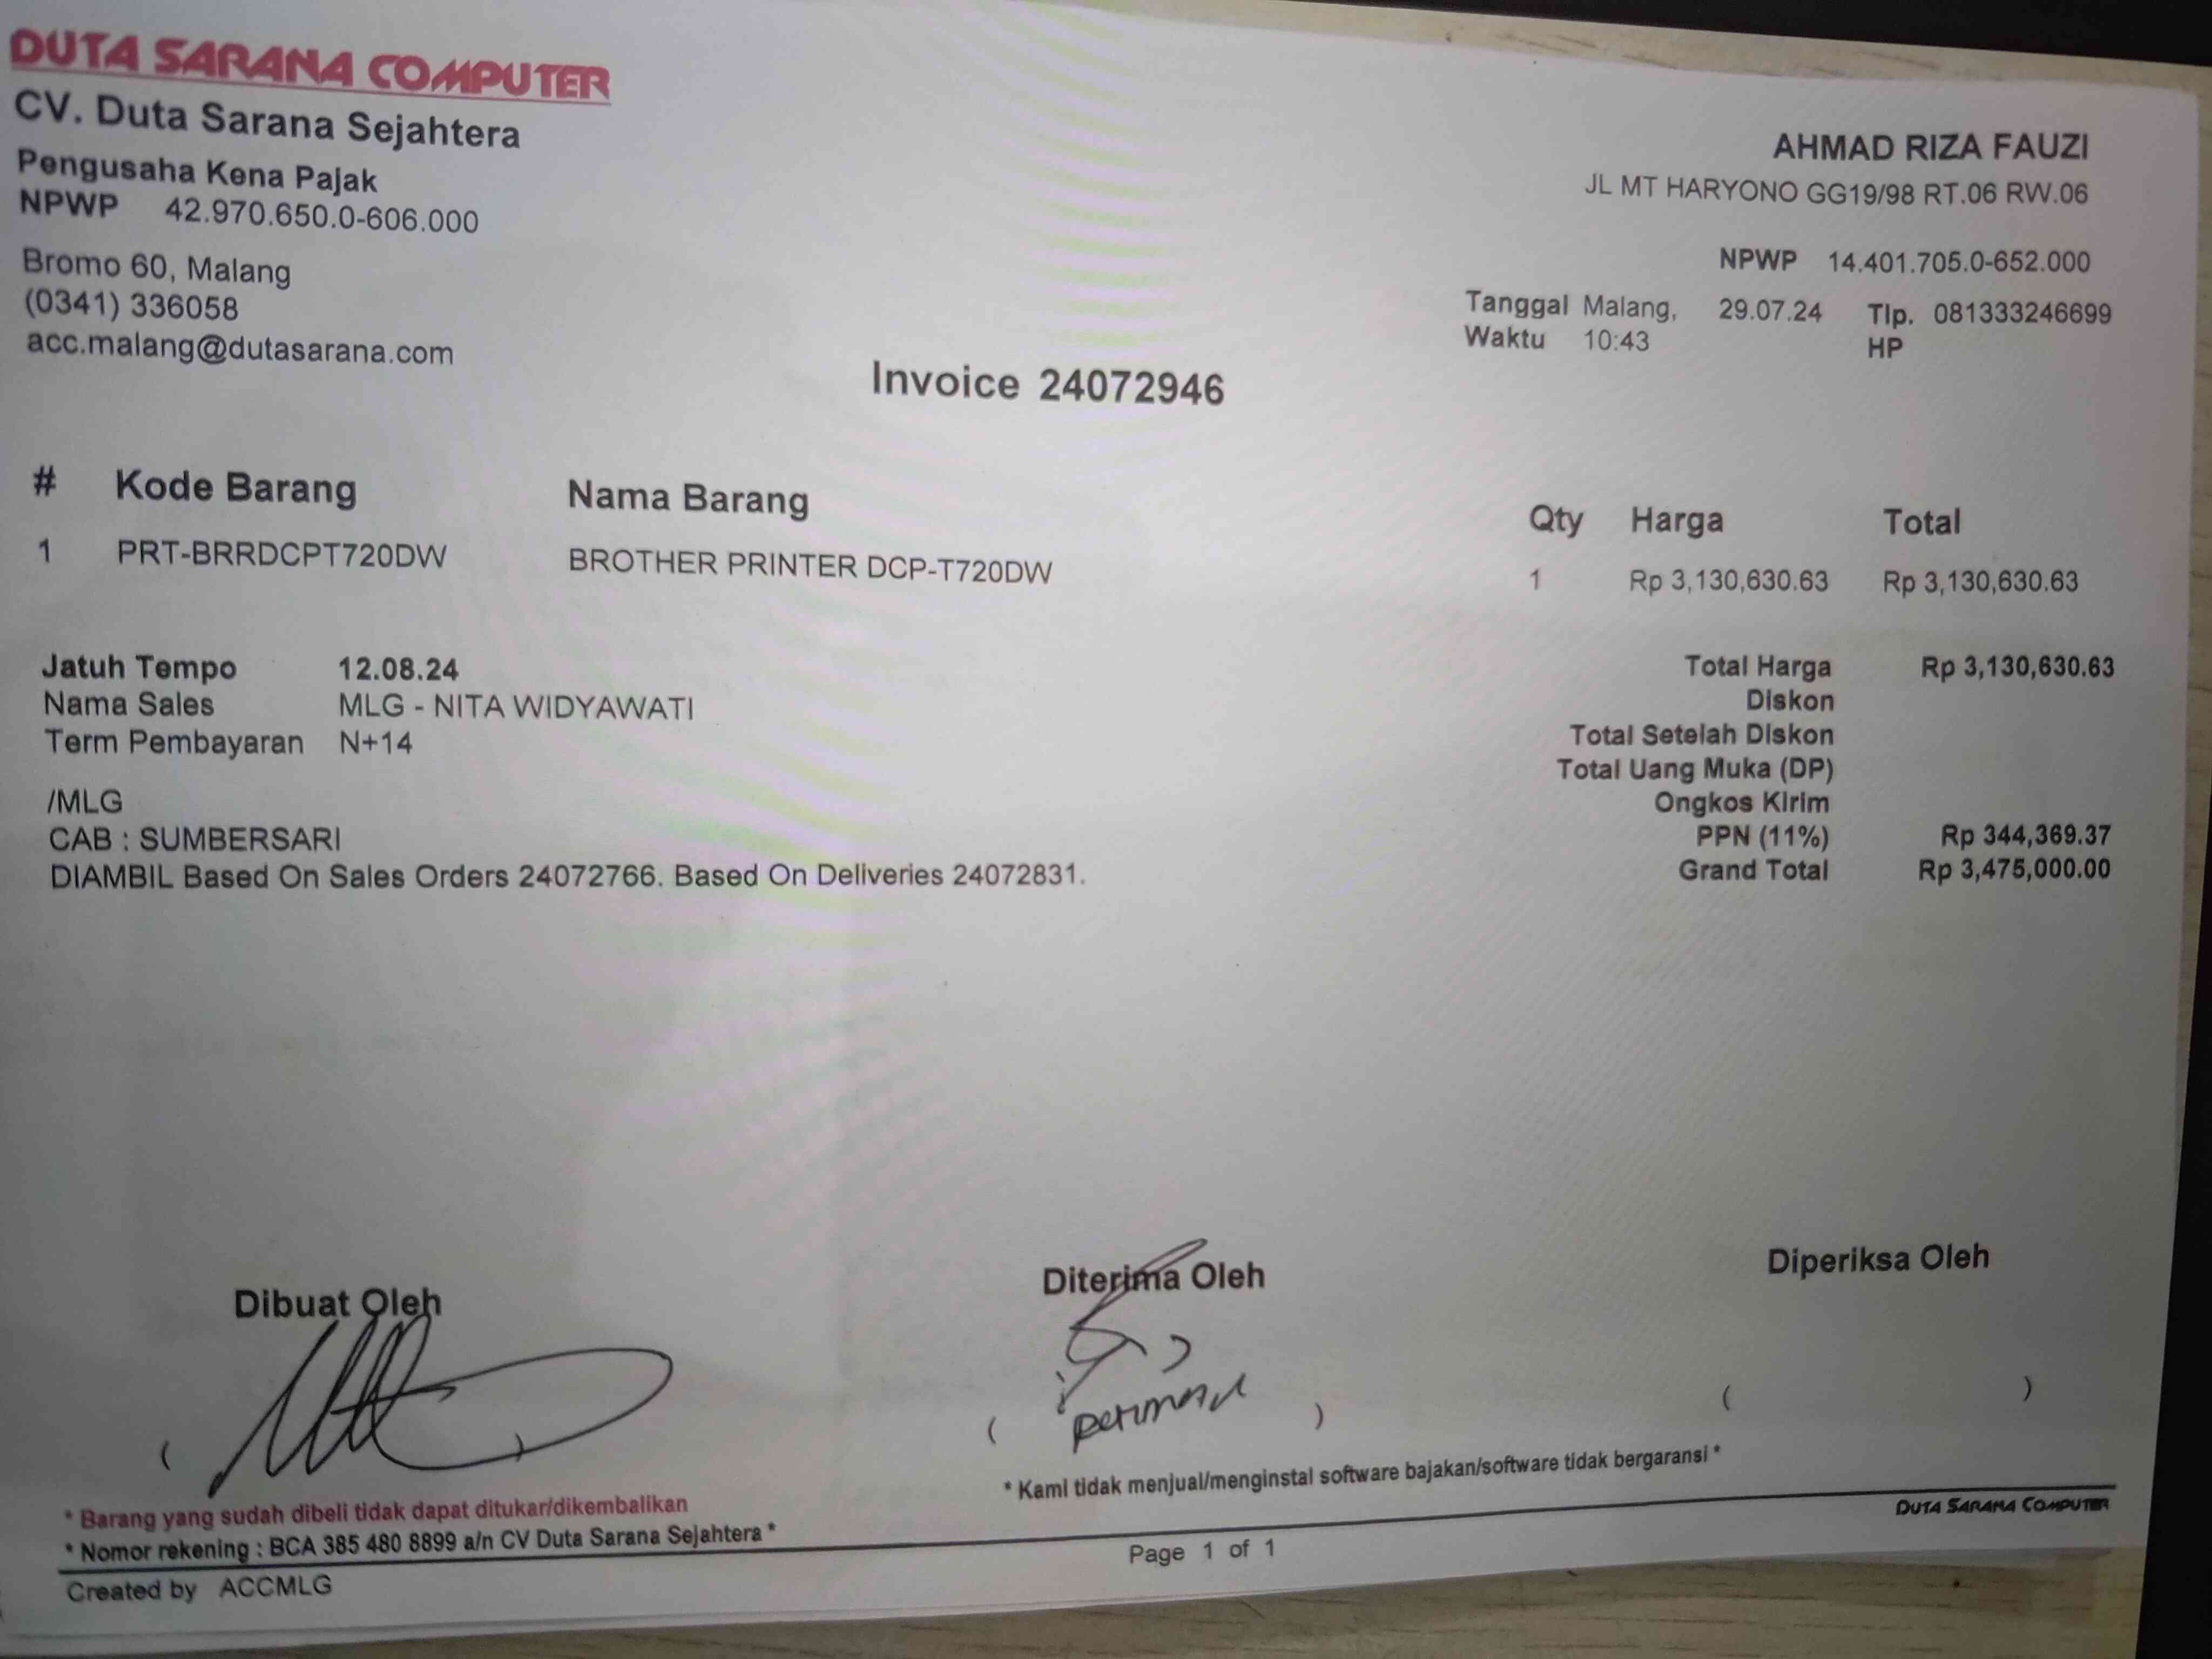 DUTA SARANA COMPUTER
CV. Duta Sarana Sejahtera
Pengusaha Kena Pajak
NPWP 42.970.650.0-606.000
Bromo 60, Malang
(0341) 336058
acc.malang@dutasarana.com
AHMAD RIZA FAUZI
JL MT HARYONO GG19/98 RT.06 RW.06
NPWP 14.401.705.0-652.000
Tanggal Malang, 29.07.24 Tlp. 081333246699
Waktu 10:43 HP
Invoice 24072946
# Kode Barang Nama Barang Qty Harga Total
1 PRT-BRRDCPT720DW BROTHER PRINTER DCP-T720DW 1 Rp 3,130,630.63 Rp 3,130,630.63
Jatuh Tempo 12.08.24
Nama Sales MLG - NITA WIDYAWATI
Term Pembayaran N+14
/MLG
CAB : SUMBERSARI
DIAMBIL Based On Sales Orders 24072766. Based On Deliveries 24072831.
Total Harga Rp 3,130,630.63
Diskon
Total Setelah Diskon
Total Uang Muka (DP)
Ongkos Kirim
PPN (11%) Rp 344,369.37
Grand Total Rp 3,475,000.00
Dibuat Oleh
Diterima Oleh
Diperiksa Oleh
( )
( )
( )
* Barang yang sudah dibeli tidak dapat ditukar/dikembalikan
* Nomor rekening : BCA 385 480 8899 a/n CV Duta Sarana Sejahtera *
* Kami tidak menjual/menginstal software bajakan/software tidak bergaransi *
DUTA SARANA COMPUTER
Page 1 of 1
Created by ACCMLG